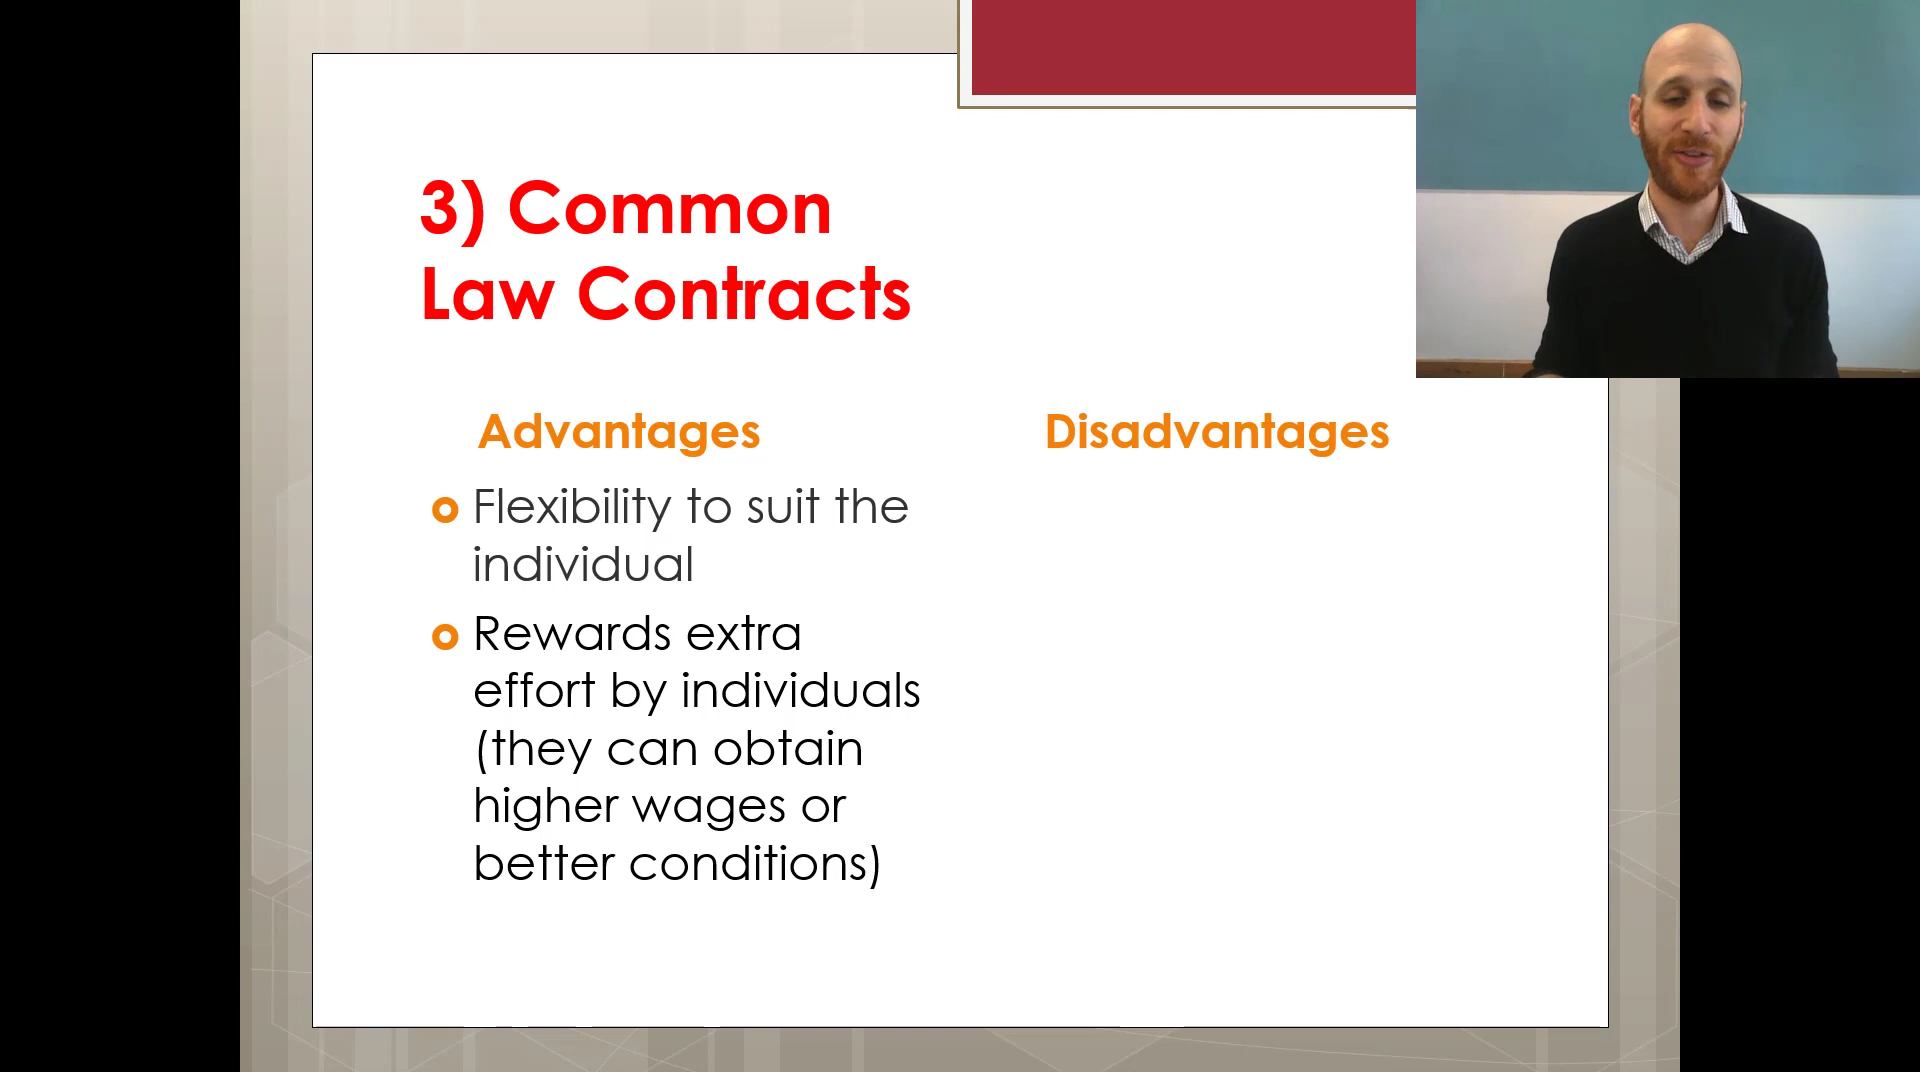 3) Common
Law Contracts
Advantages
Flexibility to suit the
individual
Rewards extra
effort by individuals
(they can obtain
higher wages or
better conditions)
Disadvantages